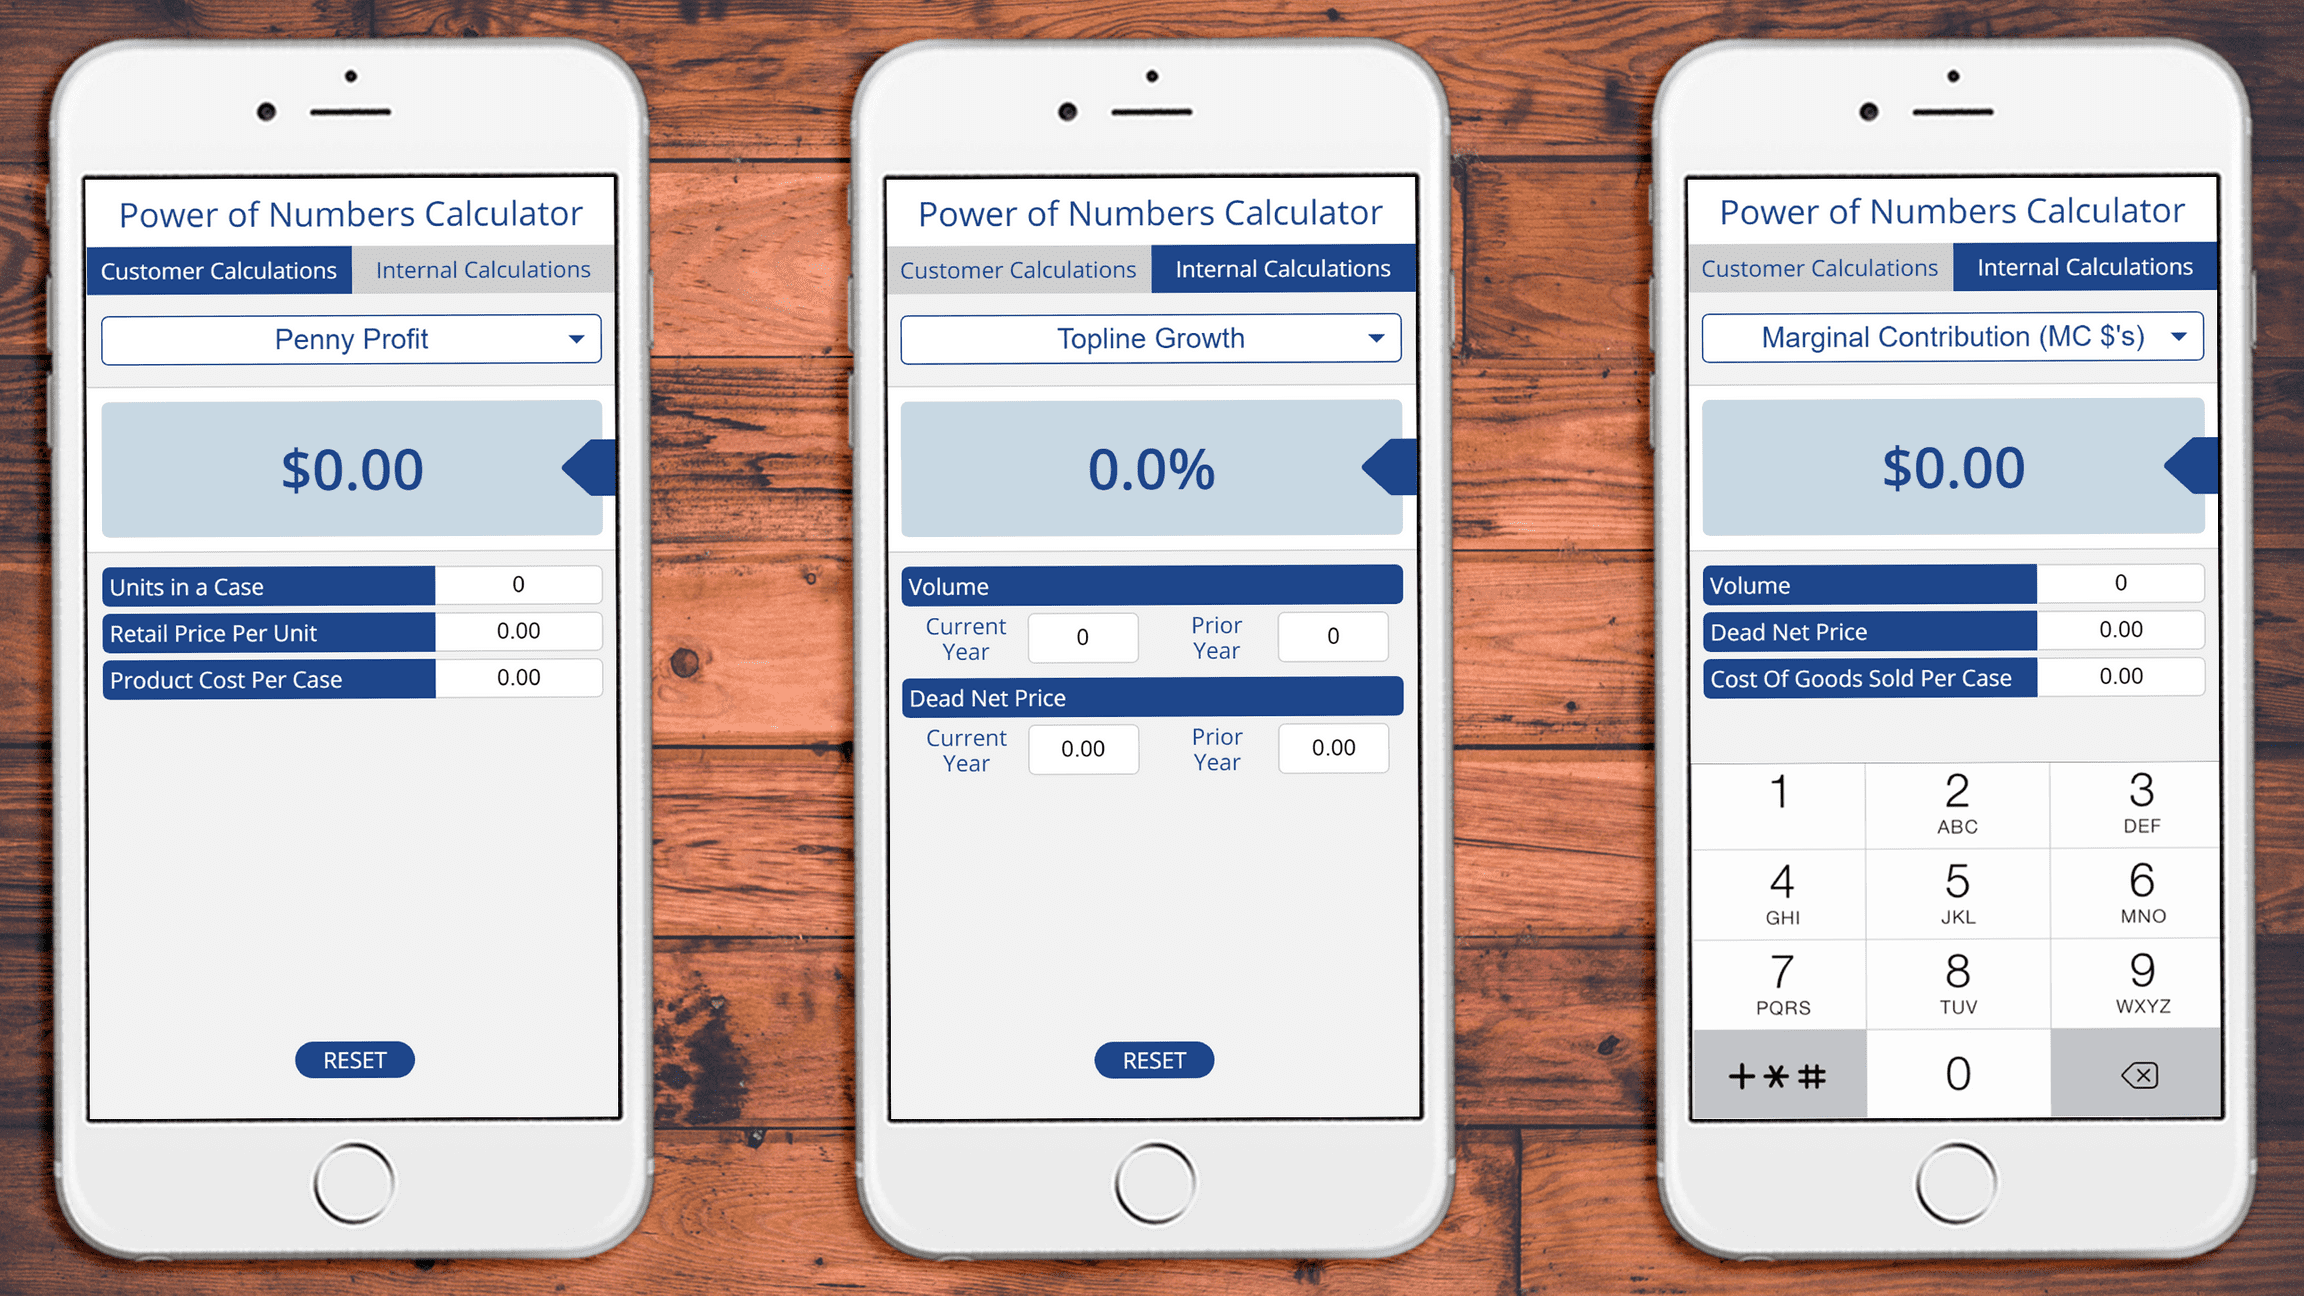 Power of Numbers Calculator
Customer Calculations Internal Calculations
Penny Profit
$0.00
Units in a Case 0
Retail Price Per Unit 0.00
Product Cost Per Case 0.00
RESET
Power of Numbers Calculator
Customer Calculations Internal Calculations
Topline Growth
0.0%
Volume
Current Year 0 Prior Year 0
Dead Net Price
Current Year 0.00 Prior Year 0.00
RESET
Power of Numbers Calculator
Customer Calculations Internal Calculations
Marginal Contribution (MC $'s)
$0.00
Volume 0
Dead Net Price 0.00
Cost Of Goods Sold Per Case 0.00
1 2 3
ABC DEF
4 5 6
GHI JKL MNO
7 8 9
PQRS TUV WXYZ
+*# 0